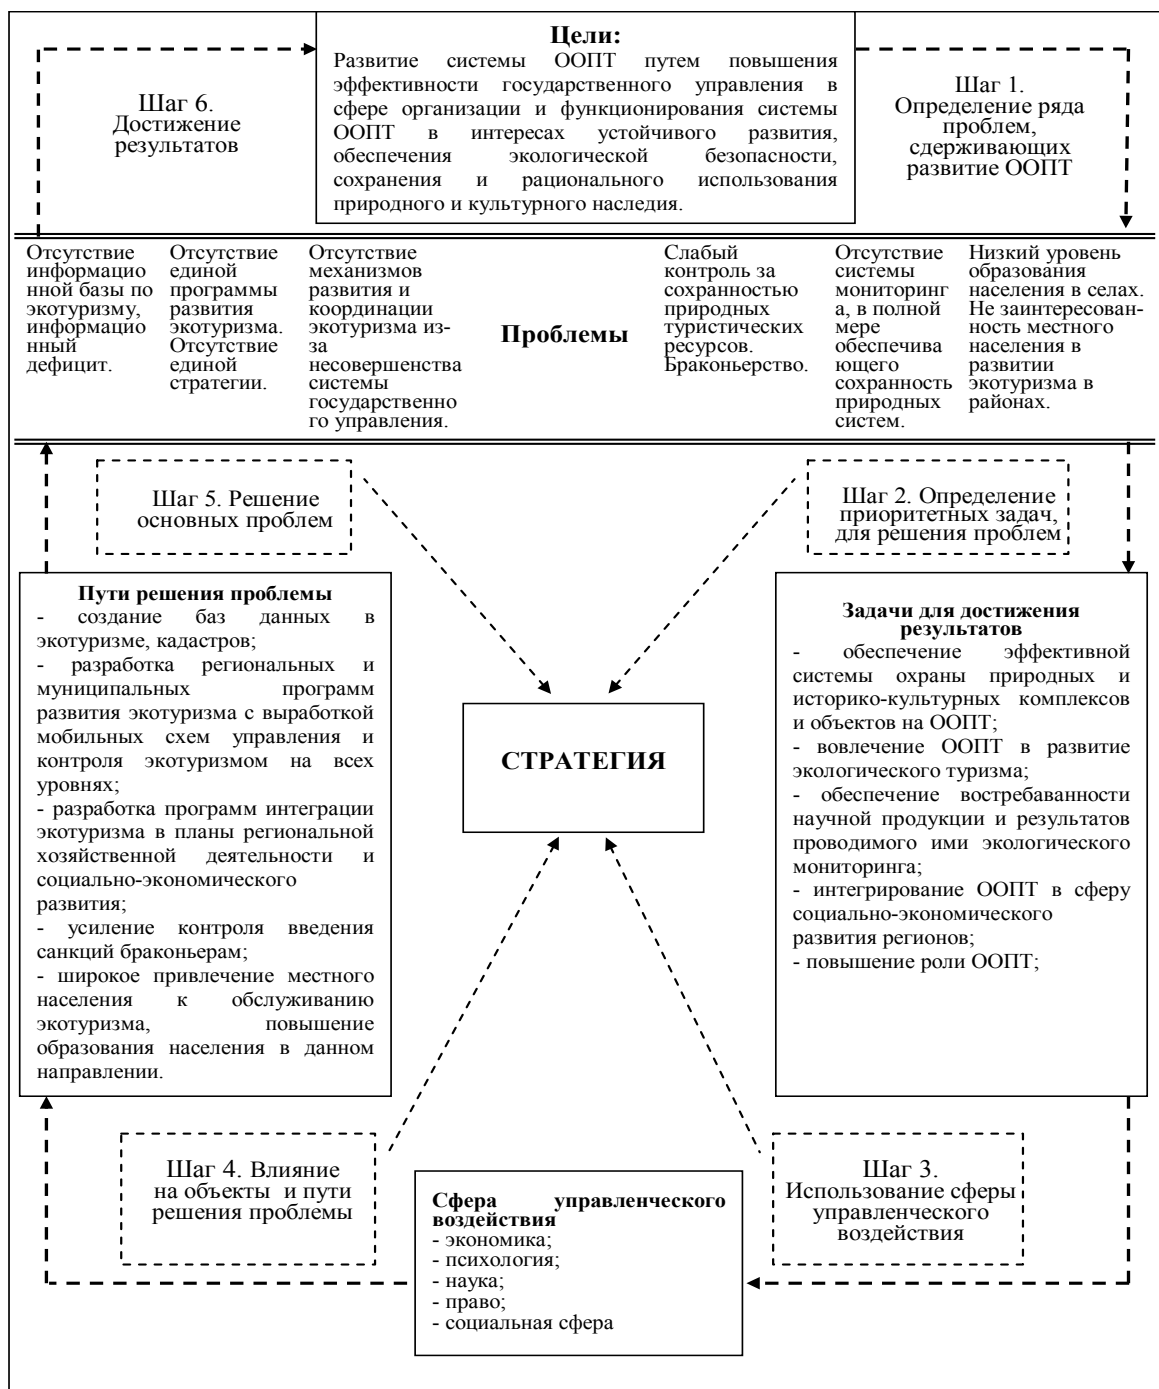 Цели:
Развитие системы ООПТ путем повышения
эффективности государственного управления в
сфере организации и функционирования системы
ООПТ в интересах устойчивого развития,
обеспечения экологической безопасности,
сохранения и рационального использования
природного и культурного наследия.
Шаг 6.
Достижение
результатов
Шаг 1.
Определение ряда
проблем,
сдерживающих
развитие ООПТ
Отсутствие
информацио
нной базы по
экотуризму,
информацио
нный
дефицит.
Отсутствие
единой
программы
развития
экотуризма.
Отсутствие
единой
стратегии.
Отсутствие
механизмов
развития и
координации
экотуризма из-
за
несовершенства
системы
государственно
го управления.
Проблемы
Слабый
контроль за
сохранностью
природных
туристических
ресурсов.
Браконьерство.
Отсутствие
системы
мониторинг
а, в полной
мере
обеспечива
ющего
сохранность
природных
систем.
Низкий уровень
образования
населения в селах.
Не заинтересован-
ность местного
населения в
развитии
экотуризма в
районах.
Шаг 5. Решение
основных проблем
Шаг 2. Определение
приоритетных задач,
для решения проблем
Пути решения проблемы
- создание баз данных в
экотуризме, кадастров;
- разработка региональных и
муниципальных программ
развития экотуризма с выработкой
мобильных схем управления и
контроля экотуризмом на всех
уровнях;
- разработка программ интеграции
экотуризма в планы региональной
хозяйственной деятельности и
социально-экономического
развития;
- усиление контроля введения
санкций браконьерам;
- широкое привлечение местного
населения к обслуживанию
экотуризма, повышение
образования населения в данном
направлении.
СТРАТЕГИЯ
Задачи для достижения
результатов
- обеспечение эффективной
системы охраны природных и
историко-культурных комплексов
и объектов на ООПТ;
- вовлечение ООПТ в развитие
экологического туризма;
- обеспечение востребаванности
научной продукции и результатов
проводимого ими экологического
мониторинга;
- интегрирование ООПТ в сферу
социально-экономического
развития регионов;
- повышение роли ООПТ;
Шаг 4. Влияние
на объекты и пути
решения проблемы
Сфера управленческого
воздействия
- экономика;
- психология;
- наука;
- право;
- социальная сфера
Шаг 3.
Использование сферы
управленческого
воздействия